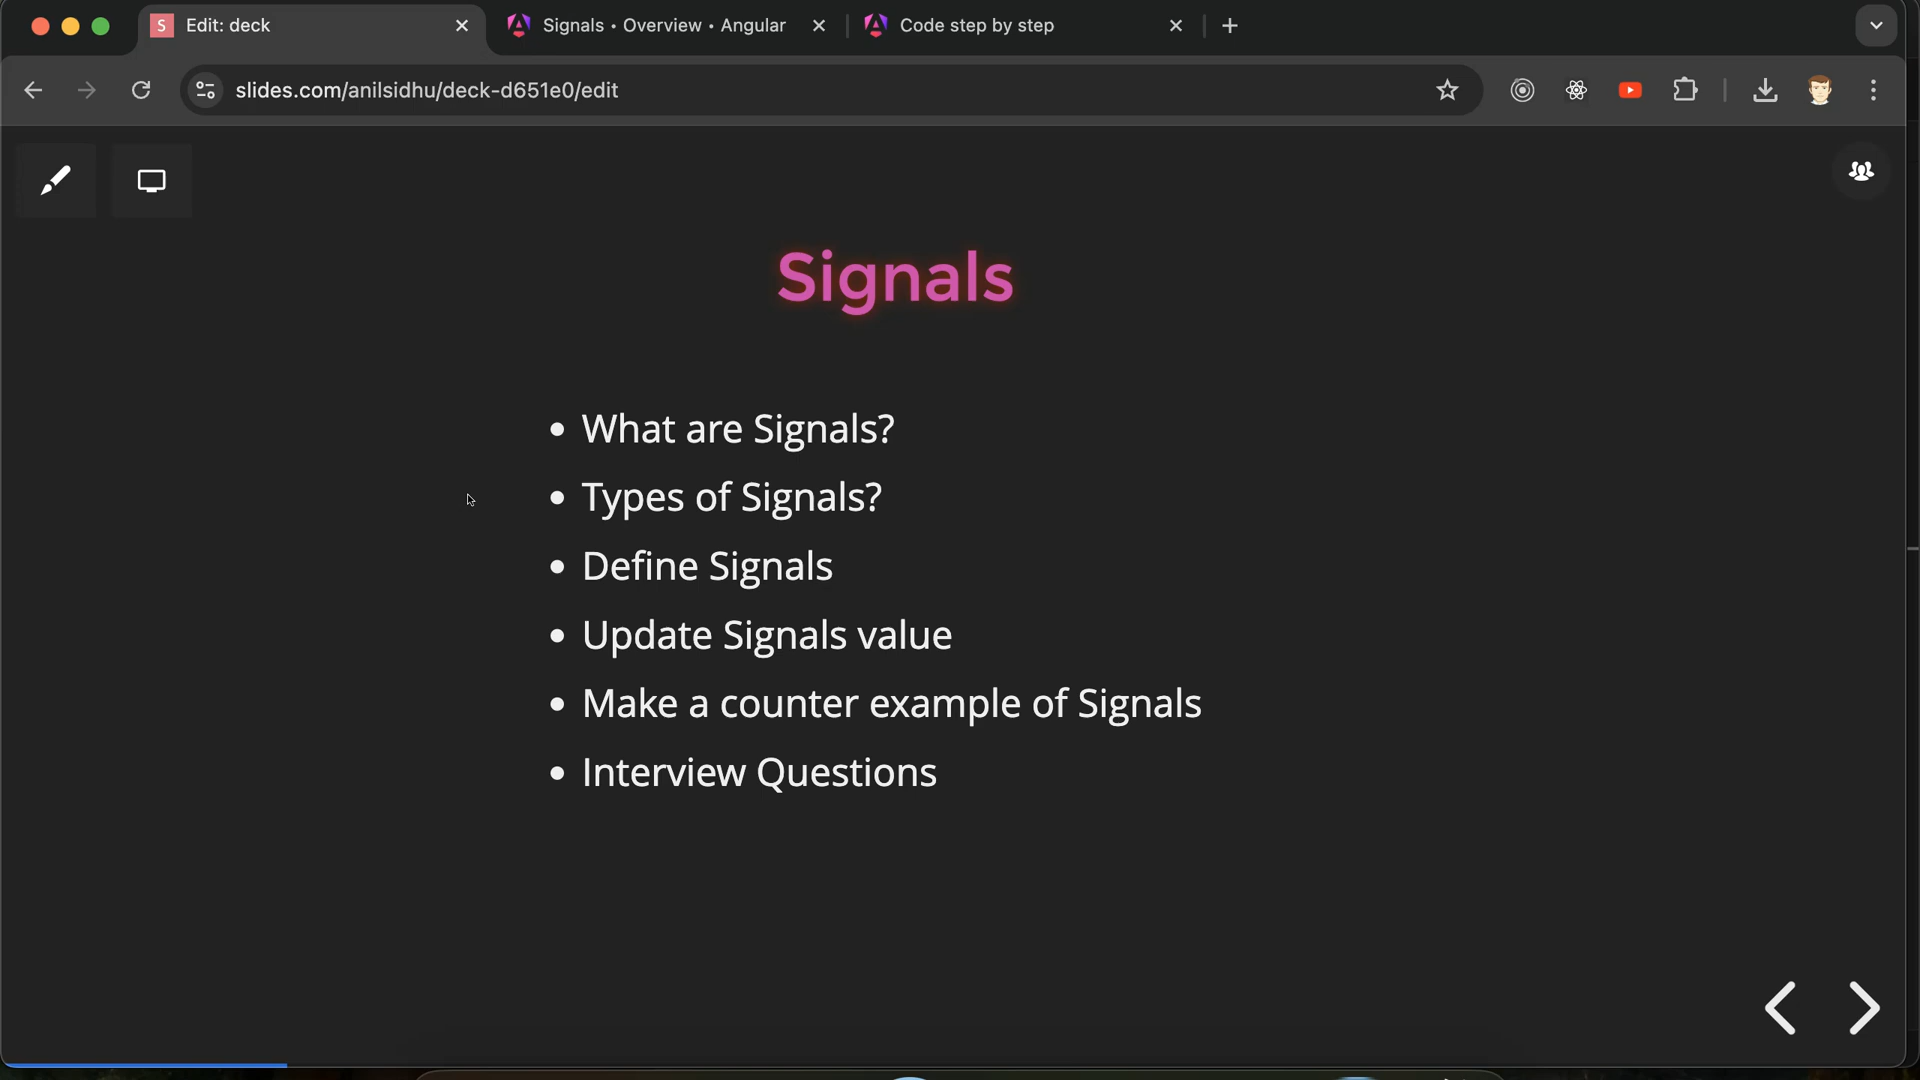 S Edit: deck
Signals • Overview • Angular
Code step by step
slides.com/anilsidhu/deck-d651e0/edit
Signals
• What are Signals?
• Types of Signals?
• Define Signals
• Update Signals value
• Make a counter example of Signals
• Interview Questions